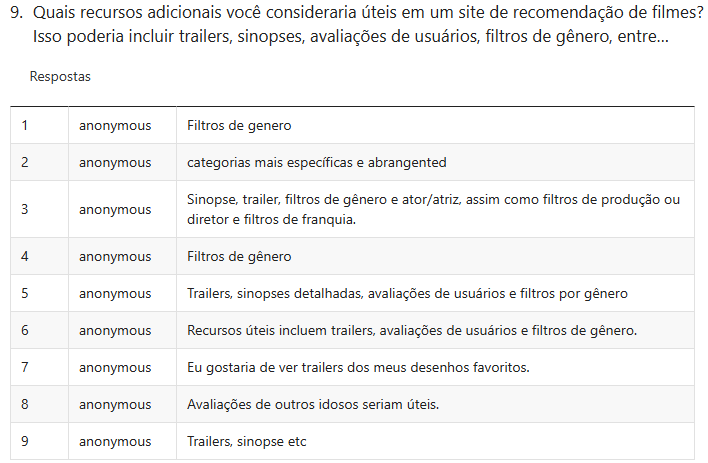 9. Quais recursos adicionais você consideraria úteis em um site de recomendação de filmes?
Isso poderia incluir trailers, sinopses, avaliações de usuários, filtros de gênero, entre...
Respostas
1 anonymous Filtros de genero
2 anonymous categorias mais específicas e abrangented
3 anonymous Sinopse, trailer, filtros de gênero e ator/atriz, assim como filtros de produção ou
diretor e filtros de franquia.
4 anonymous Filtros de gênero
5 anonymous Trailers, sinopses detalhadas, avaliações de usuários e filtros por gênero
6 anonymous Recursos úteis incluem trailers, avaliações de usuários e filtros de gênero.
7 anonymous Eu gostaria de ver trailers dos meus desenhos favoritos.
8 anonymous Avaliações de outros idosos seriam úteis.
9 anonymous Trailers, sinopse etc